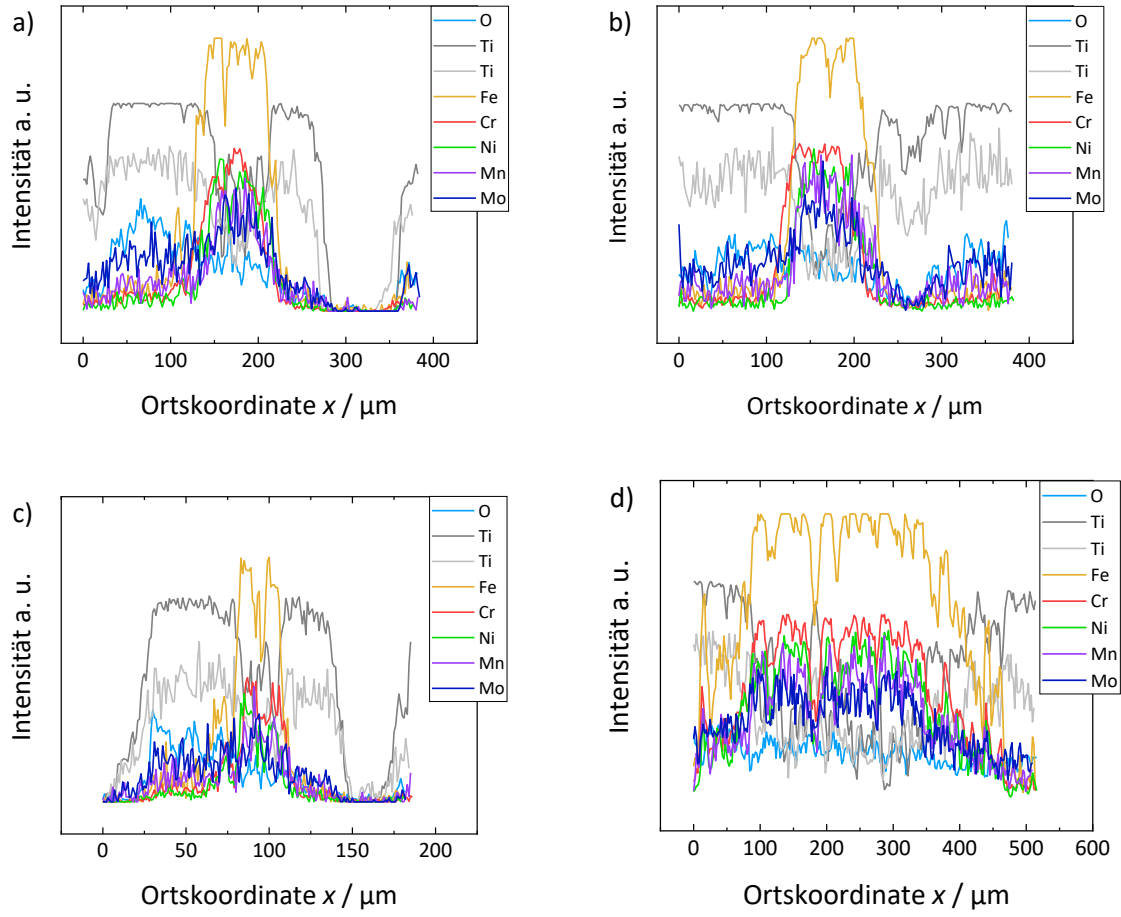 a)
O
Ti
Ti
Fe
Cr
Ni
Mn
Mo
Intensität a. u.
0 100 200 300 400
Ortskoordinate x / µm
b)
O
Ti
Ti
Fe
Cr
Ni
Mn
Mo
Intensität a. u.
0 100 200 300 400
Ortskoordinate x / µm
c)
O
Ti
Ti
Fe
Cr
Ni
Mn
Mo
Intensität a. u.
0 50 100 150 200
Ortskoordinate x / µm
d)
O
Ti
Ti
Fe
Cr
Ni
Mn
Mo
Intensität a. u.
0 100 200 300 400 500 600
Ortskoordinate x / µm